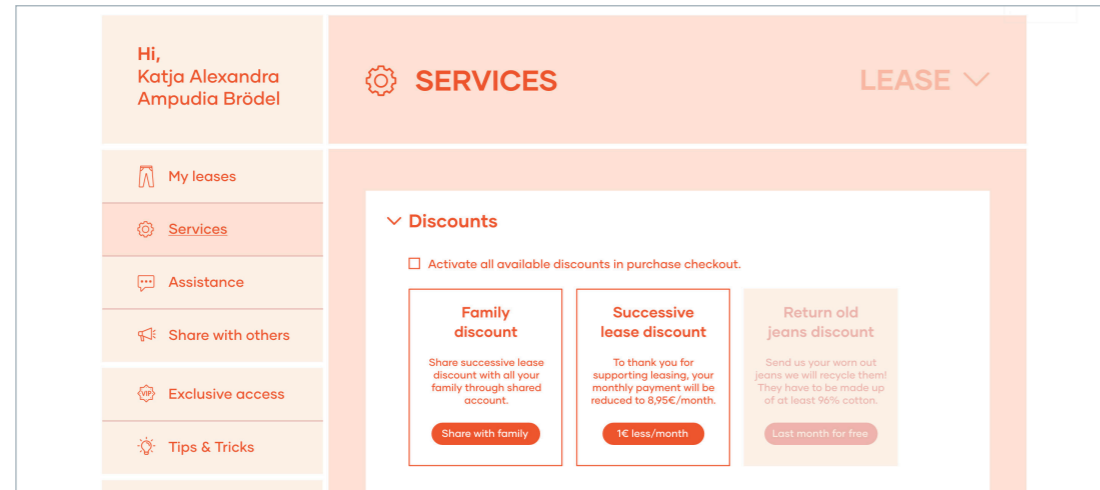 Hi,
Katja Alexandra
Ampudia Brödel
SERVICES
LEASE
My leases
Services
Assistance
Share with others
VIP
Exclusive access
Tips & Tricks
Discounts
Activate all available discounts in purchase checkout.
Family
discount
Share successive lease
discount with all your
family through shared
account.
Share with family
Successive
lease discount
To thank you for
supporting leasing, your
monthly payment will be
reduced to 8,95€/month.
1€ less/month
Return old
jeans discount
Send us your worn out
jeans we will recycle them!
They have to be made up
of at least 96% cotton.
Last month for free